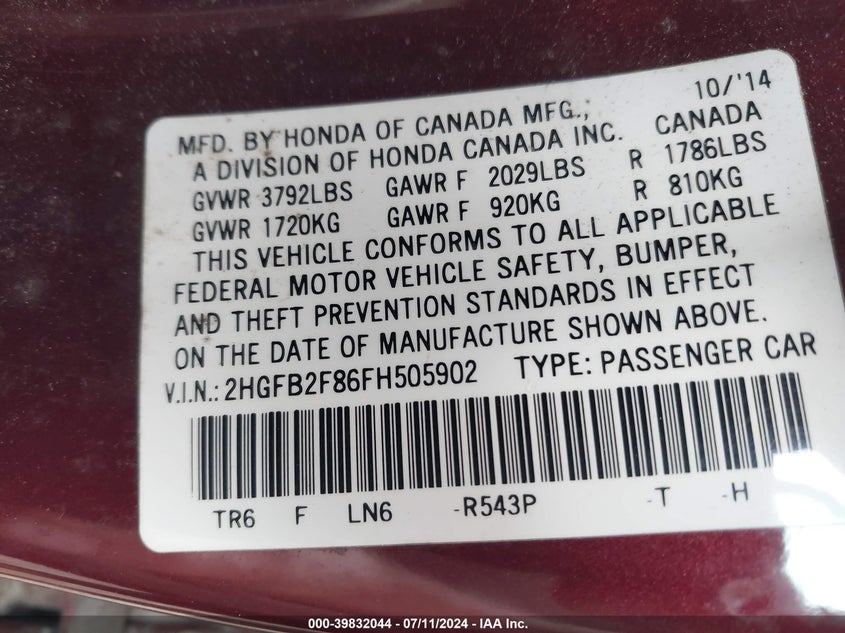 10/'14
MFD. BY HONDA OF CANADA MFG.,
A DIVISION OF HONDA CANADA INC. CANADA
GVWR 3792LBS GAWR F 2029LBS R 1786LBS
GVWR 1720KG GAWR F 920KG R 810KG
THIS VEHICLE CONFORMS TO ALL APPLICABLE
FEDERAL MOTOR VEHICLE SAFETY, BUMPER,
AND THEFT PREVENTION STANDARDS IN EFFECT
ON THE DATE OF MANUFACTURE SHOWN ABOVE.
V.I.N.: 2HGFB2F86FH505902 TYPE: PASSENGER CAR
TR6 F LN6 -R543P -T -H
000-39832044 - 07/11/2024 - IAA Inc.